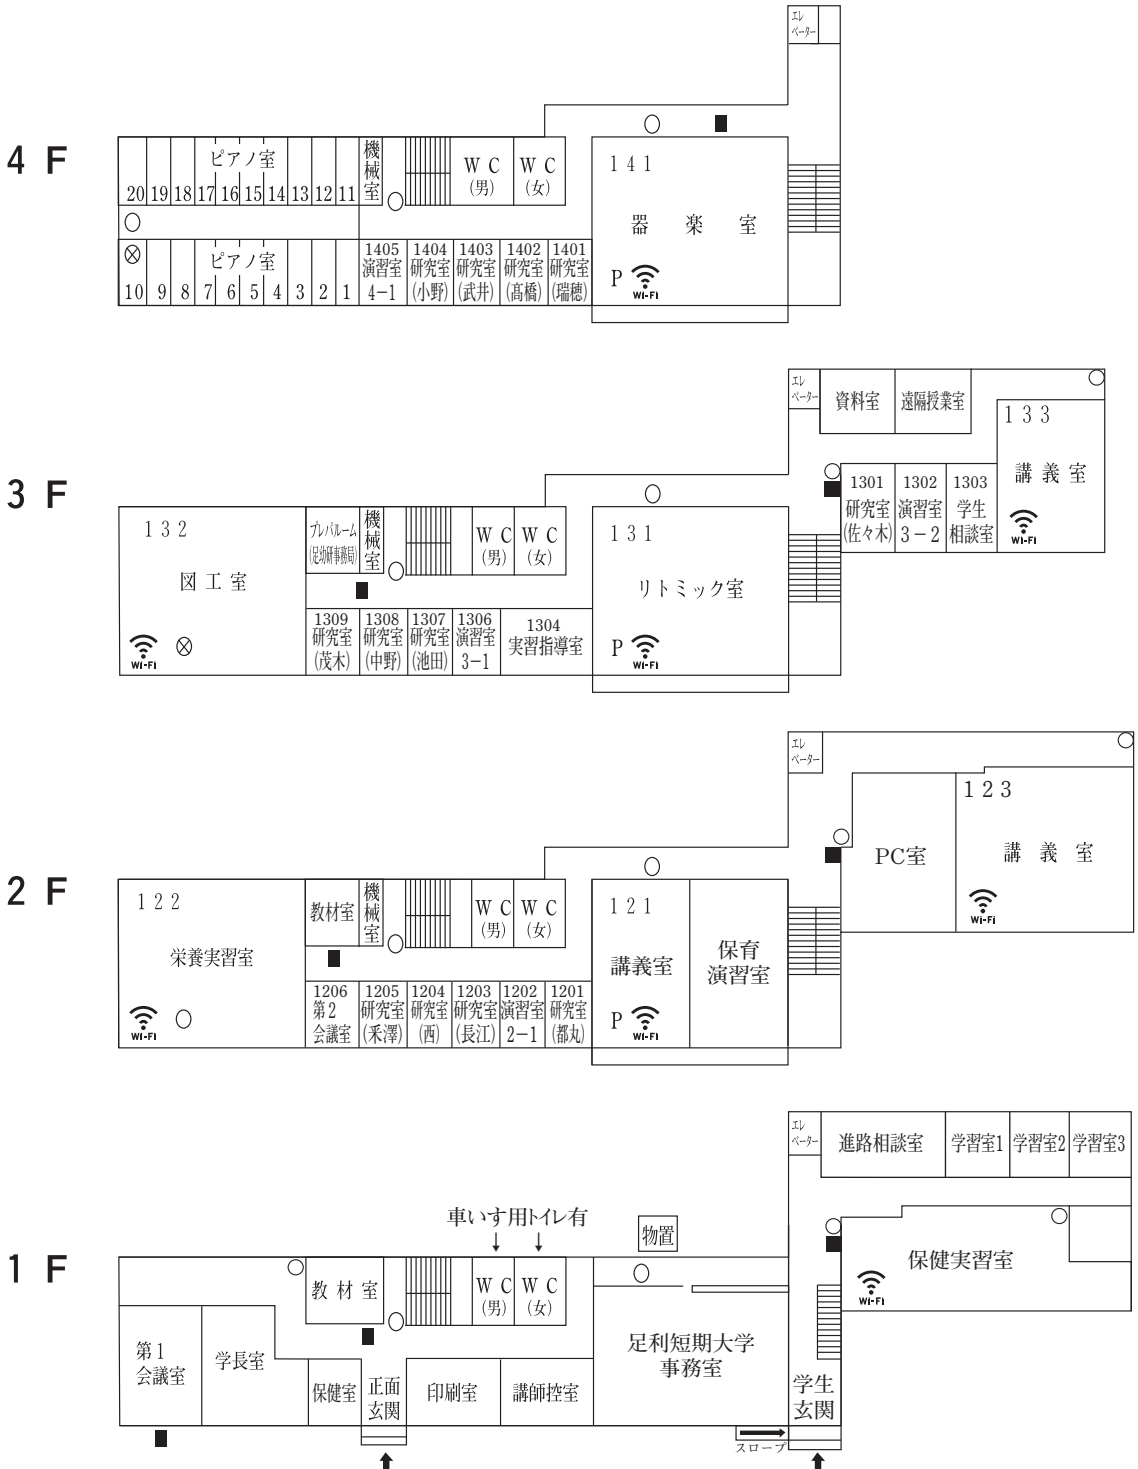 エレベーター
4 F
機械室
ピアノ室
W C W C
(男) (女)
20 19 18 17 16 15 14 13 12 11
141
器 楽 室
P Wi-Fi
ピアノ室
10 9 8 7 6 5 4 3 2 1
1405
演習室
4-1
1404
研究室
(小野)
1403
研究室
(武井)
1402
研究室
(髙橋)
1401
研究室
(瑞穂)
エレベーター
資料室
遠隔授業室
133
講 義 室
Wi-Fi
3 F
1301
研究室
(佐々木)
1302
演習室
3-2
1303
学生
相談室
132
図 工 室
Wi-Fi
プレパルーム
(足幼研事務局)
機械室
W C W C
(男) (女)
131
リトミック室
P Wi-Fi
1309
研究室
(茂木)
1308
研究室
(中野)
1307
研究室
(池田)
1306
演習室
3-1
1304
実習指導室
エレベーター
123
講 義 室
Wi-Fi
PC室
2 F
122
栄養実習室
Wi-Fi
教材室
機械室
W C W C
(男) (女)
121
講義室
P Wi-Fi
保育
演習室
1206
第2
会議室
1205
研究室
(釆澤)
1204
研究室
(西)
1203
研究室
(長江)
1202
演習室
2-1
1201
研究室
(都丸)
エレベーター
進路相談室
学習室1
学習室2
学習室3
車いす用トイレ有
物置
1 F
教 材 室
W C W C
(男) (女)
保健実習室
Wi-Fi
第1
会議室
学長室
保健室
正面
玄関
印刷室
講師控室
足利短期大学
事務室
学生
玄関
スロープ